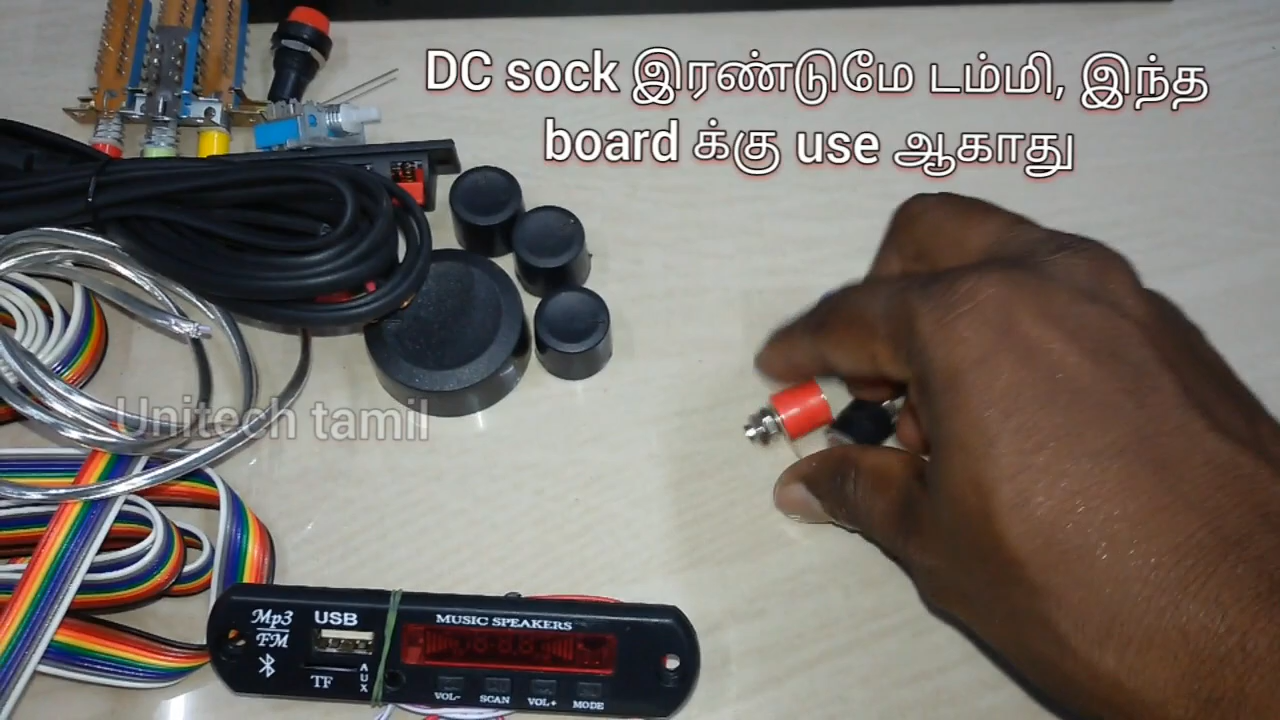 DC sock இரண்டுமே டம்மி, இந்த
board க்கு use ஆகாது
Unitech tamil
Mp3
FM
USB
TF
AUX
MUSIC SPEAKERS
VOL-
SCAN
VOL+
MODE